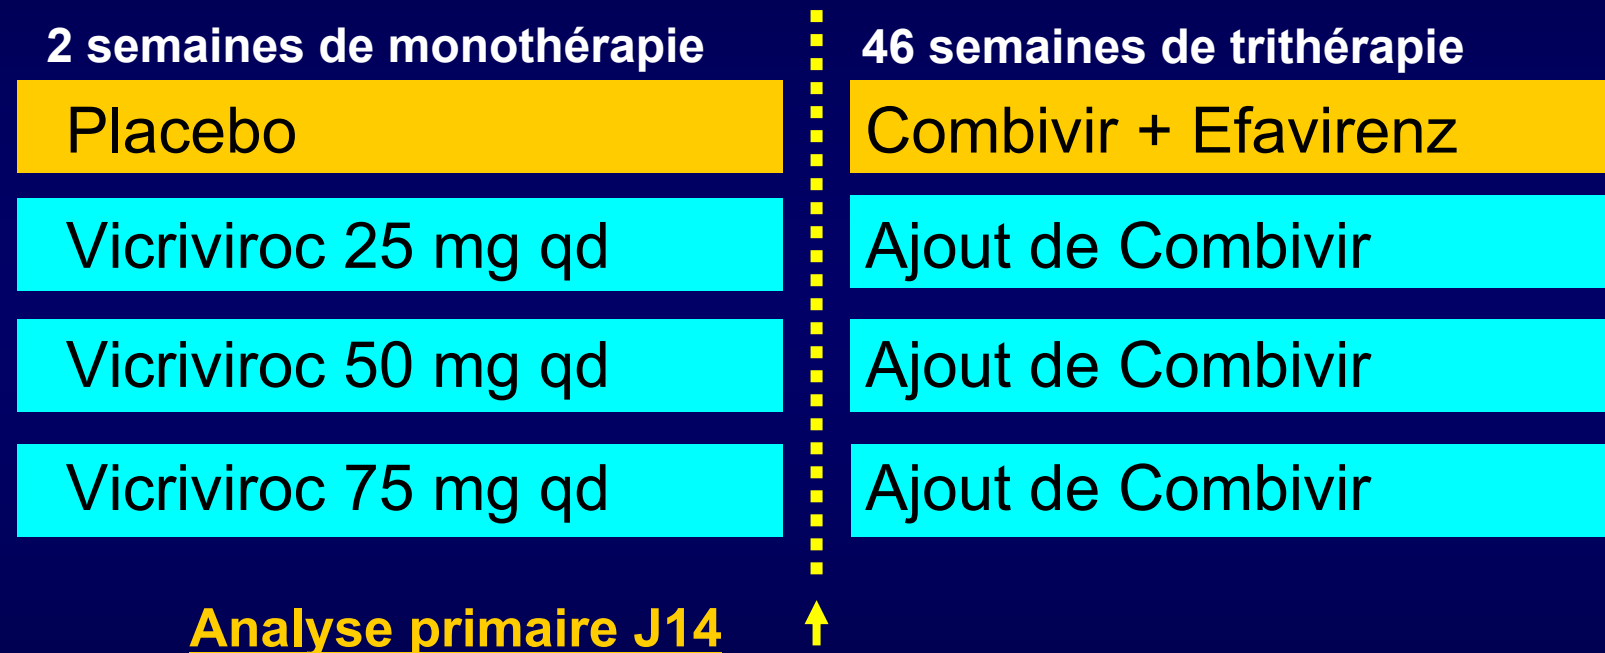 2 semaines de monothérapie
46 semaines de trithérapie
Placebo
Combivir + Efavirenz
Vicriviroc 25 mg qd
Ajout de Combivir
Vicriviroc 50 mg qd
Ajout de Combivir
Vicriviroc 75 mg qd
Ajout de Combivir
Analyse primaire J14